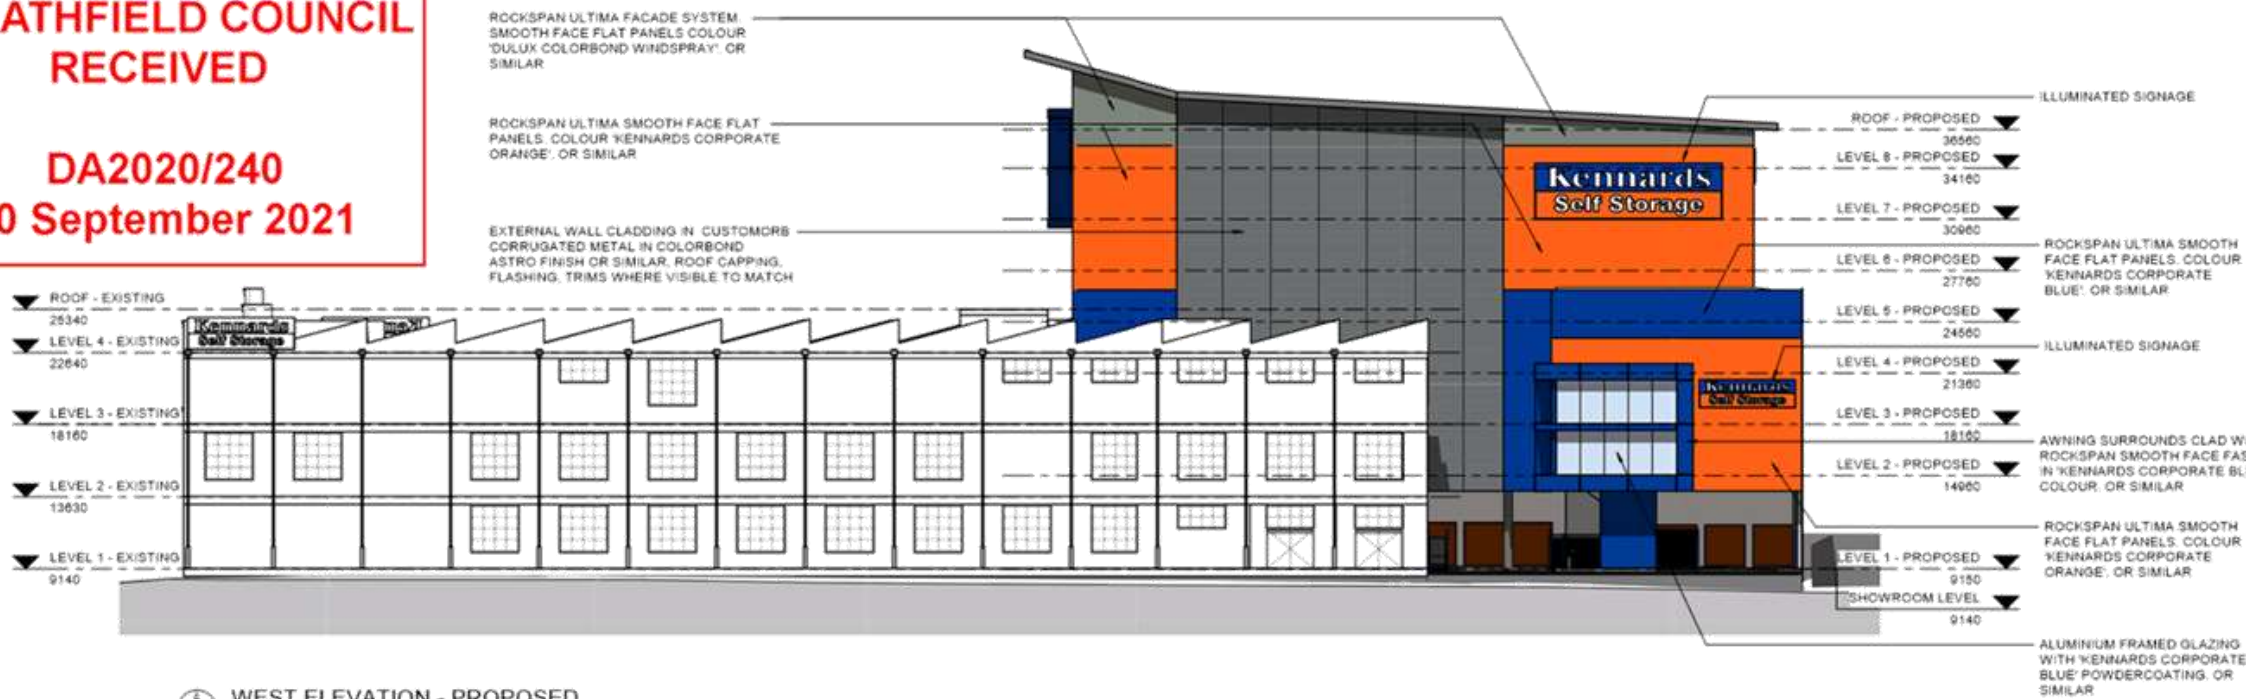 ATHFIELD COUNCIL
RECEIVED
DA2020/240
0 September 2021
ROCKSPAN ULTIMA FACADE SYSTEM.
SMOOTH FACE FLAT PANELS COLOUR
'DULUX COLORBOND WINDSPRAY'. OR
SIMILAR
ROCKSPAN ULTIMA SMOOTH FACE FLAT
PANELS. COLOUR 'KENNARDS CORPORATE
ORANGE'. OR SIMILAR
EXTERNAL WALL CLADDING IN CUSTOMORB
CORRUGATED METAL IN COLORBOND
ASTRO FINISH OR SIMILAR. ROOF CAPPING,
FLASHING, TRIMS WHERE VISIBLE TO MATCH
ROOF - EXISTING
25340
LEVEL 4 - EXISTING
22640
LEVEL 3 - EXISTING
18160
LEVEL 2 - EXISTING
13630
LEVEL 1 - EXISTING
9140
Kennards
Self Storage
Kennards
Self Storage
Kennards
Self Storage
ROOF - PROPOSED
36560
LEVEL 8 - PROPOSED
34160
LEVEL 7 - PROPOSED
30960
LEVEL 6 - PROPOSED
27760
LEVEL 5 - PROPOSED
24560
LEVEL 4 - PROPOSED
21360
LEVEL 3 - PROPOSED
18160
LEVEL 2 - PROPOSED
14960
LEVEL 1 - PROPOSED
9150
SHOWROOM LEVEL
9140
ILLUMINATED SIGNAGE
ROCKSPAN ULTIMA SMOOTH
FACE FLAT PANELS. COLOUR
'KENNARDS CORPORATE
BLUE'. OR SIMILAR
ILLUMINATED SIGNAGE
AWNING SURROUNDS CLAD W
ROCKSPAN SMOOTH FACE FAS
IN 'KENNARDS CORPORATE BL
COLOUR. OR SIMILAR
ROCKSPAN ULTIMA SMOOTH
FACE FLAT PANELS. COLOUR
'KENNARDS CORPORATE
ORANGE'. OR SIMILAR
ALUMINIUM FRAMED GLAZING
WITH 'KENNARDS CORPORATE
BLUE' POWDERCOATING. OR
SIMILAR
WEST ELEVATION - PROPOSED